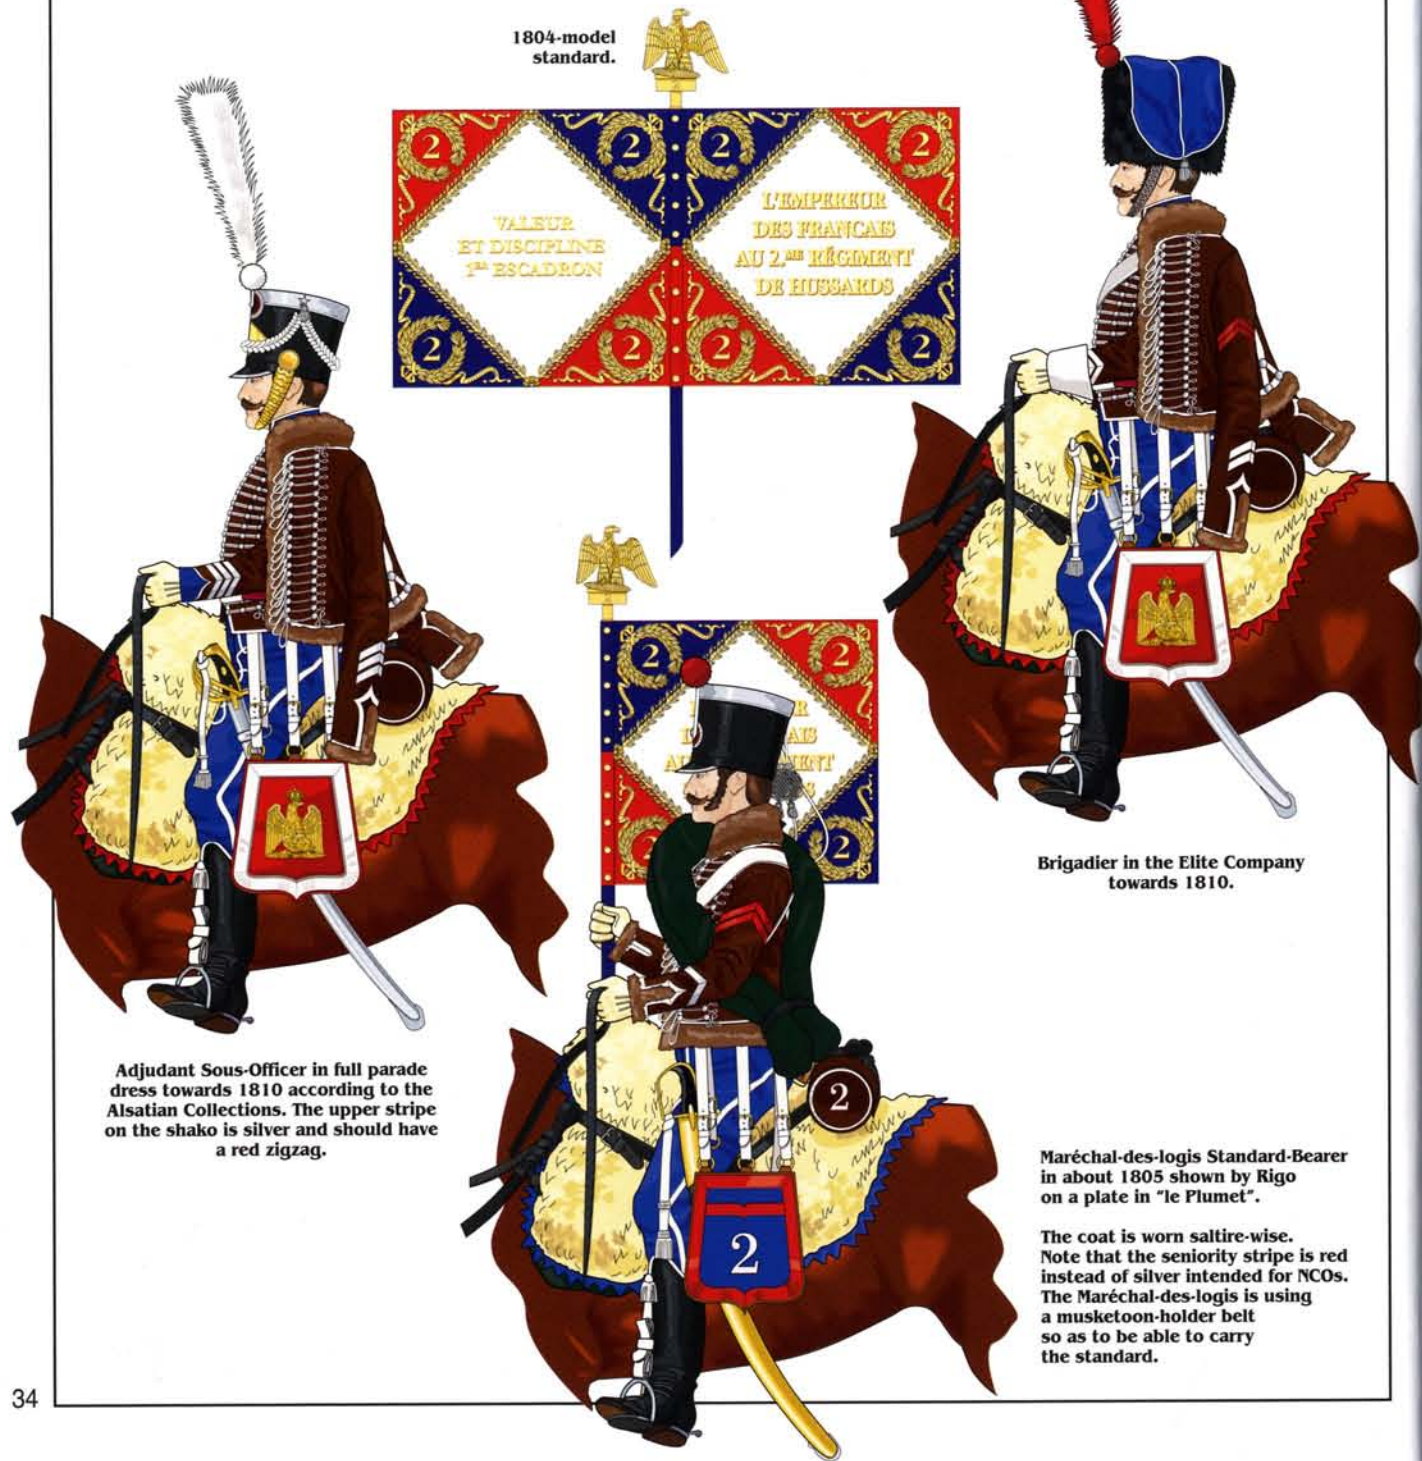 1804-model
standard.
2
2
2
2
VALEUR
ET DISCIPLINE
1ER ESCADRON
L'EMPEREUR
DES FRANCAIS
AU 2.ME RÉGIMENT
DE HUSSARDS
2
2
2
2
2
2
R
AIS
MENT
2
2
2
2
Brigadier in the Elite Company
towards 1810.
Adjudant Sous-Officer in full parade
dress towards 1810 according to the
Alsatian Collections. The upper stripe
on the shako is silver and should have
a red zigzag.
Maréchal-des-logis Standard-Bearer
in about 1805 shown by Rigo
on a plate in "le Plumet".
The coat is worn saltire-wise.
Note that the seniority stripe is red
instead of silver intended for NCOs.
The Maréchal-des-logis is using
a musketoon-holder belt
so as to be able to carry
the standard.
34